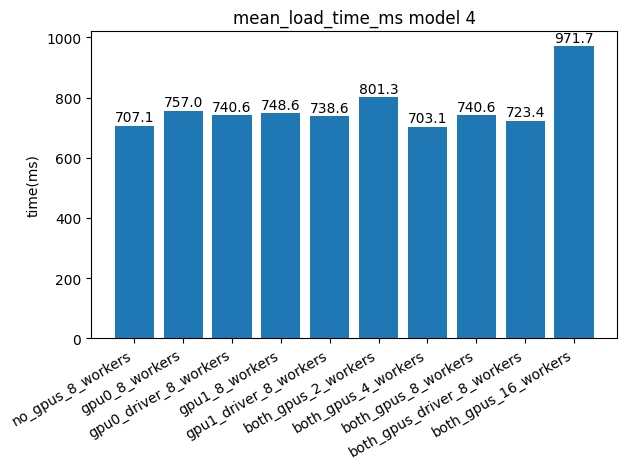 mean_load_time_ms model 4
time(ms)
1000
800
600
400
200
0
707.1
757.0
740.6
748.6
738.6
801.3
703.1
740.6
723.4
971.7
no_gpus_8_workers
gpu0_8_workers
gpu0_driver_8_workers
gpu1_8_workers
gpu1_driver_8_workers
both_gpus_2_workers
both_gpus_4_workers
both_gpus_8_workers
both_gpus_driver_8_workers
both_gpus_16_workers